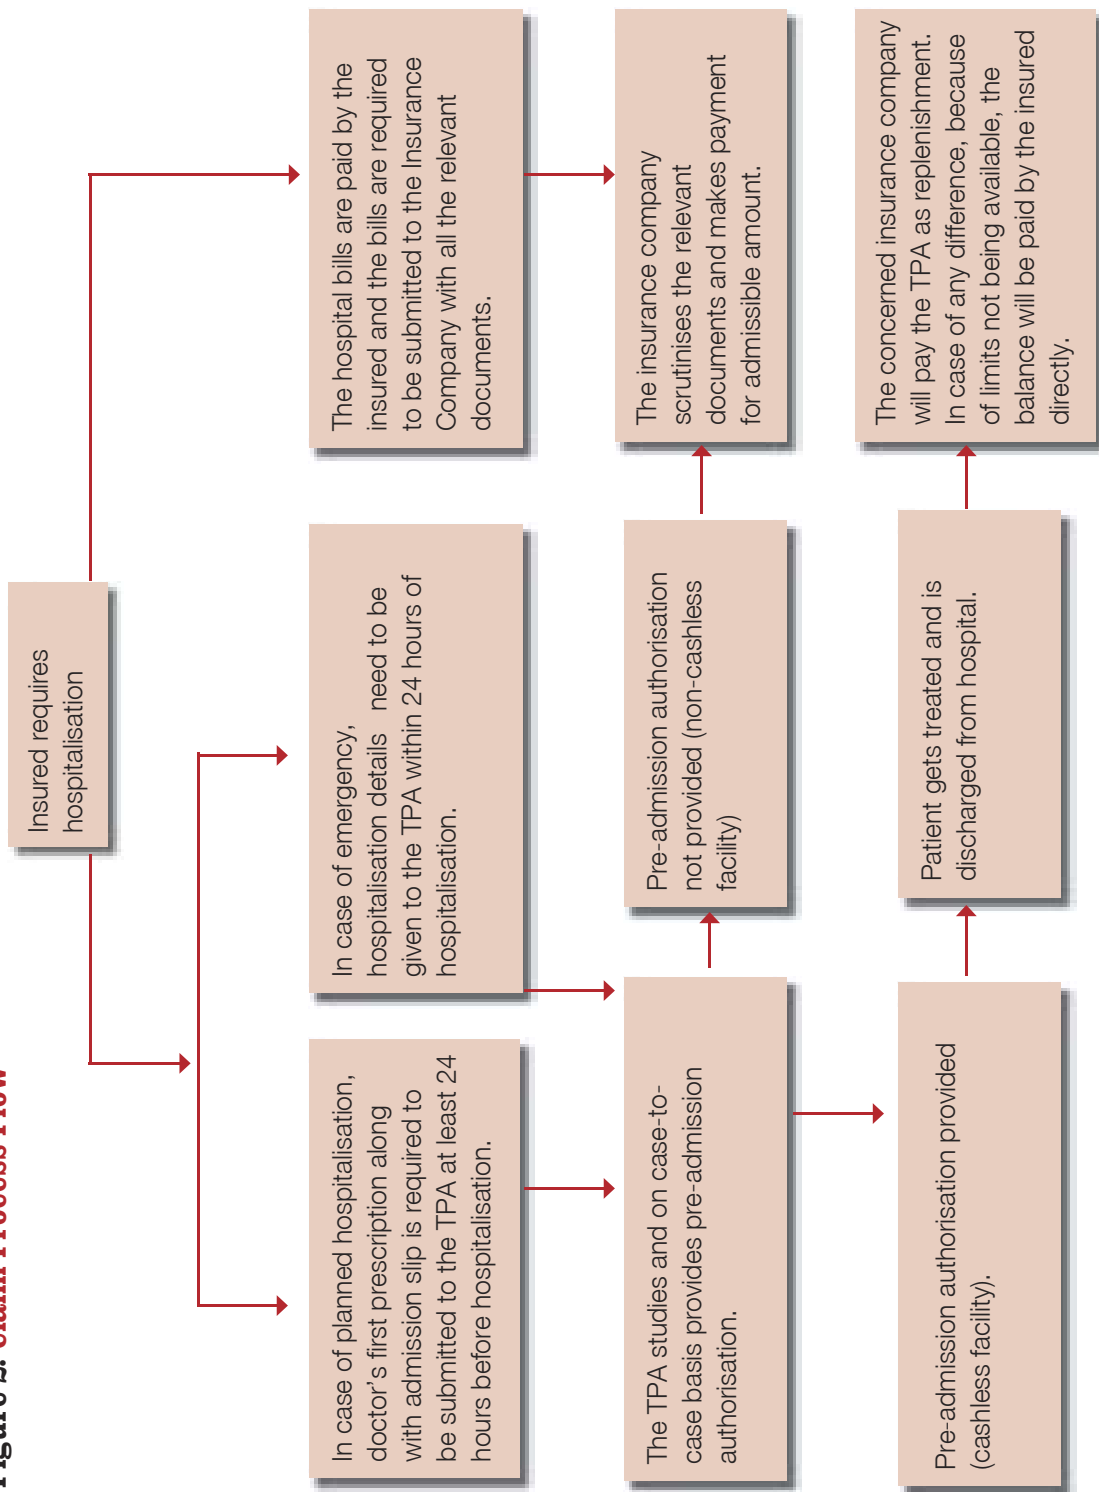 Claim Process Flow
Insured requires
hospitalisation
In case of planned hospitalisation,
doctor's first prescription along
with admission slip is required to
be submitted to the TPA at least 24
hours before hospitalisation.
In case of emergency,
hospitalisation details need to be
given to the TPA within 24 hours of
hospitalisation.
The hospital bills are paid by the
insured and the bills are required
to be submitted to the Insurance
Company with all the relevant
documents.
The TPA studies and on case-to-
case basis provides pre-admission
authorisation.
Pre-admission authorisation
not provided (non-cashless
facility)
The insurance company
scrutinises the relevant
documents and makes payment
for admissible amount.
Pre-admission authorisation provided
(cashless facility).
Patient gets treated and is
discharged from hospital.
The concerned insurance company
will pay the TPA as replenishment.
In case of any difference, because
of limits not being available, the
balance will be paid by the insured
directly.